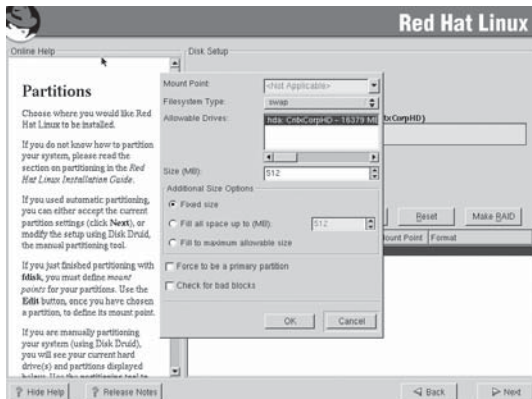 Red Hat Linux
Online Help
Disk Setup
Partitions
Choose where you would like Red
Hat Linux to be installed.
If you do not know how to partition
your system, please read the
section on partitioning in the Red
Hat Linux Installation Guide.
If you used automatic partitioning,
you can either accept the current
partition settings (click Next), or
modify the setup using Disk Druid,
the manual partitioning tool.
If you just finished partitioning with
fdisk, you must define mount
points for your partitions. Use the
Edit button, once you have chosen
a partition, to define its mount point.
If you are manually partitioning
your system (using Disk Druid),
you will see your current hard
drive(s) and partitions displayed
below. Use the partitioning tool to
Mount Point:
<Not Applicable>
Filesystem Type:
swap
Allowable Drives:
hda: CntxCorpHD - 16379 MB
Size (MB):
512
Additional Size Options
Fixed size
Fill all space up to (MB):
512
Fill to maximum allowable size
Force to be a primary partition
Check for bad blocks
OK
Cancel
txCorpHD)
Reset
Make RAID
Mount Point
Format
Hide Help
Release Notes
Back
Next